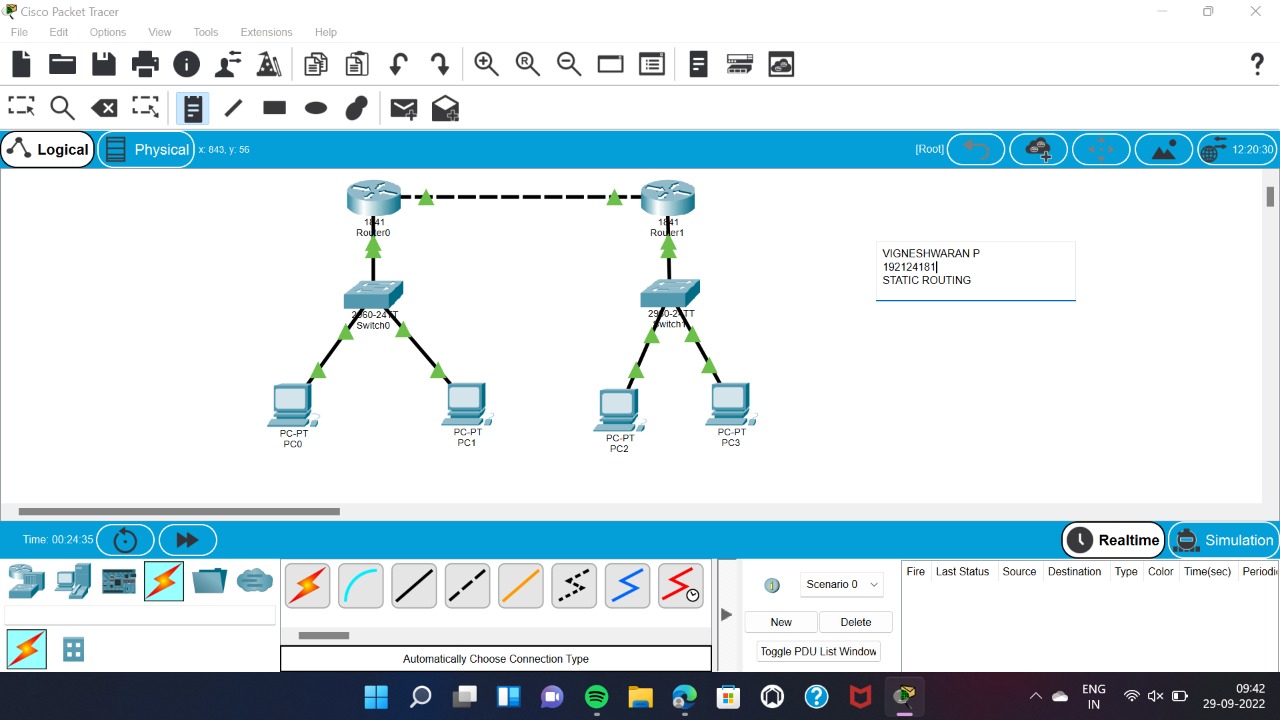 Cisco Packet Tracer
File Edit Options View Tools Extensions Help
Logical Physical x: 843, y: 56 [Root] 12:20:30
1841
Router0
1841
Router1
VIGNESHWARAN P
192124181
STATIC ROUTING
2960-24TT
Switch0
2960-24TT
Switch1
PC-PT
PC0
PC-PT
PC1
PC-PT
PC2
PC-PT
PC3
Time: 00:24:35 Realtime Simulation
Scenario 0
New Delete
Toggle PDU List Window
Fire Last Status Source Destination Type Color Time(sec) Periodi
Automatically Choose Connection Type
ENG
IN
09:42
29-09-2022